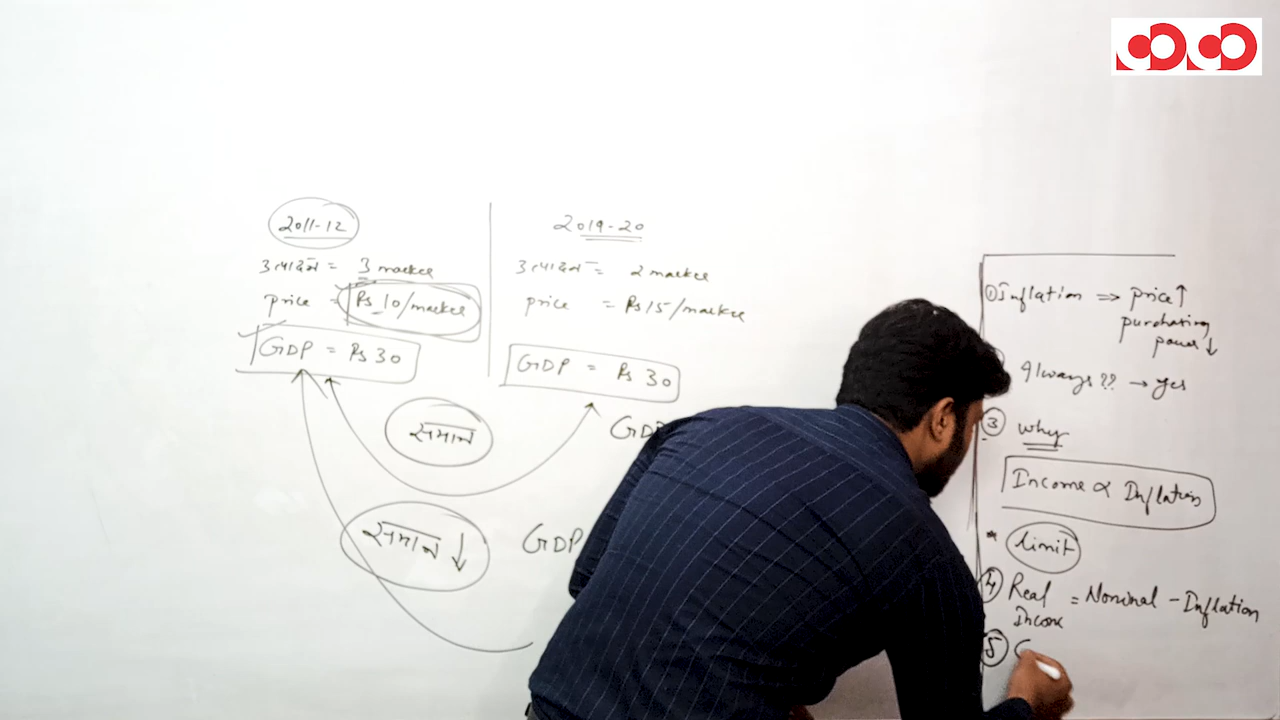 2011-12
उत्पादन = 3 marker
price = Rs 10/marker
GDP = Rs 30
2019-20
उत्पादन = 2 marker
price = Rs 15/marker
GDP = Rs 30
समान
GDP
सामान ↓
GDP
① Inflation ⇒ price↑
purchasing
power ↓
Always ?? → yes
③ why
Income ∝ Inflation
* limit
④ Real = Nominal - Inflation
Income
⑤ G